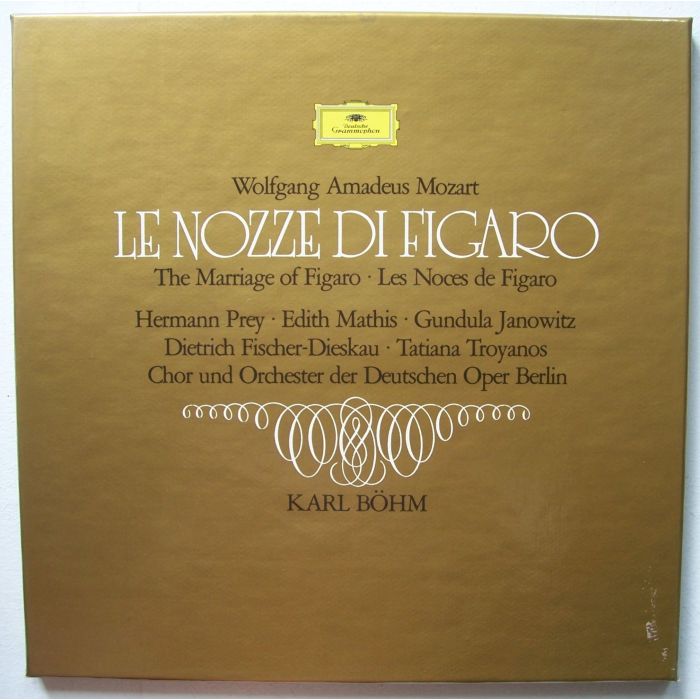 Deutsche
Grammophon
Wolfgang Amadeus Mozart
LE NOZZE DI FIGARO
The Marriage of Figaro · Les Noces de Figaro
Hermann Prey · Edith Mathis · Gundula Janowitz
Dietrich Fischer-Dieskau · Tatiana Troyanos
Chor und Orchester der Deutschen Oper Berlin
KARL BÖHM